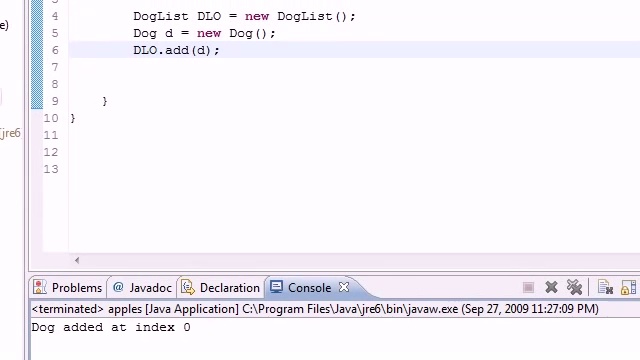 e)
[jre6
3
4 DogList DLO = new DogList();
5 Dog d = new Dog();
6 DLO.add(d);
7
8
9 }
10 }
11
12
13
Problems @ Javadoc Declaration Console
<terminated> apples [Java Application] C:\Program Files\Java\jre6\bin\javaw.exe (Sep 27, 2009 11:27:09 PM)
Dog added at index 0